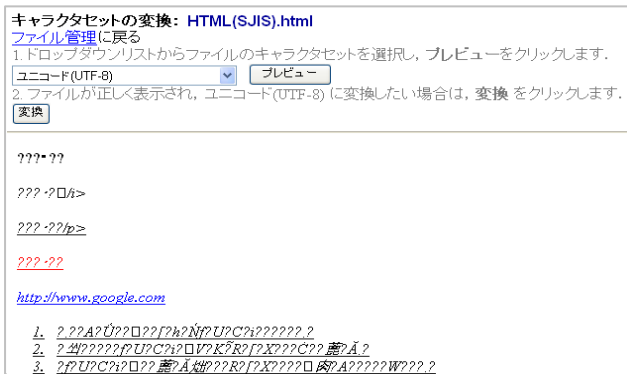 キャラクタセットの変換: HTML(SJIS).html
ファイル管理に戻る
1. ドロップダウンリストからファイルのキャラクタセットを選択し, プレビューをクリックします.
ユニコード(UTF-8) プレビュー
2. ファイルが正しく表示され, ユニコード(UTF-8) に変換したい場合は, 変換 をクリックします.
変換
???-??
??? -?□/i>
??? -??/p>
??? -??
http://www.google.com
1.
2.
3.